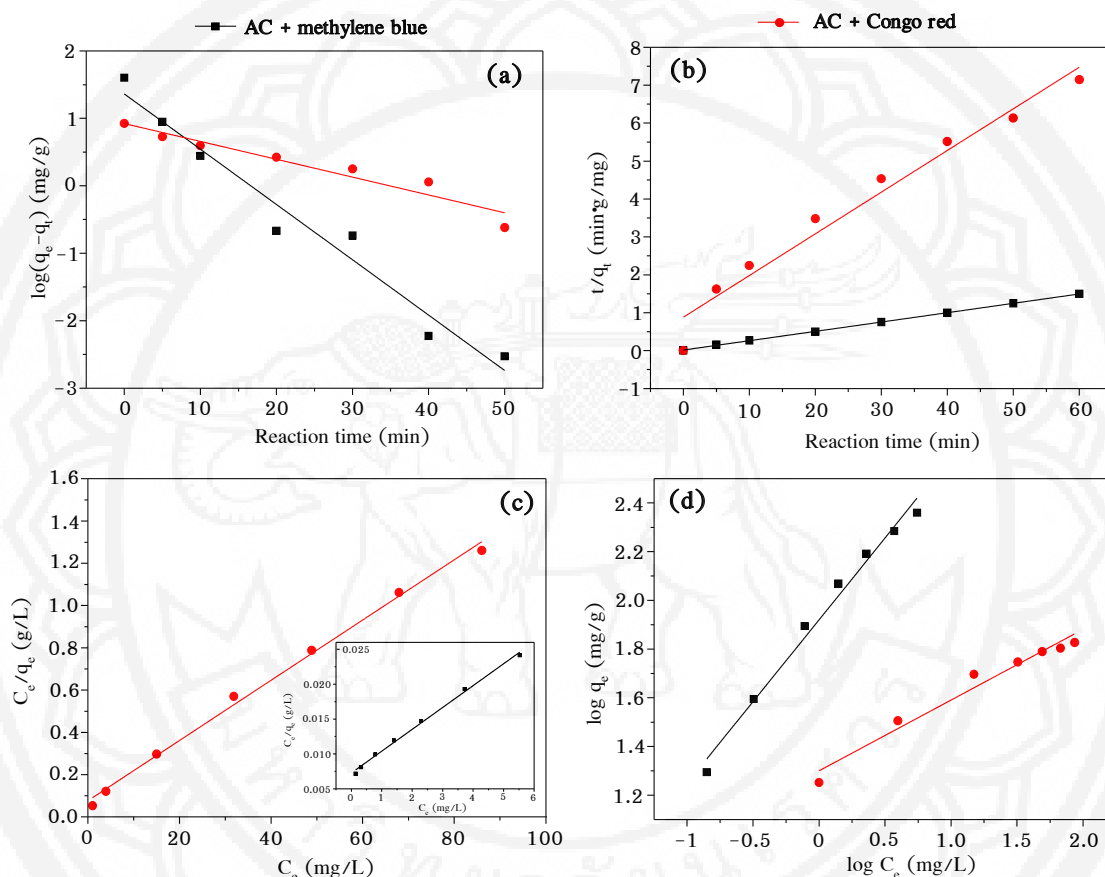 AC + methylene blue
AC + Congo red
(a)
2
1
0
−1
−2
−3
log(qₑ−qₜ) (mg/g)
0 10 20 30 40 50
Reaction time (min)
(b)
8
7
6
5
4
3
2
1
0
−1
t/qₜ (min·g/mg)
0 10 20 30 40 50 60
Reaction time (min)
(c)
1.6
1.4
1.2
1.0
0.8
0.6
0.4
0.2
0.0
Cₑ/qₑ (g/L)
0.025
0.020
0.015
0.010
0.005
Cₑ/qₑ (g/L)
0 1 2 3 4 5 6
Cₑ (mg/L)
0 20 40 60 80 100
Cₑ (mg/L)
(d)
2.4
2.2
2.0
1.8
1.6
1.4
1.2
log qₑ (mg/g)
−1 −0.5 0 0.5 1.0 1.5 2.0
log Cₑ (mg/L)